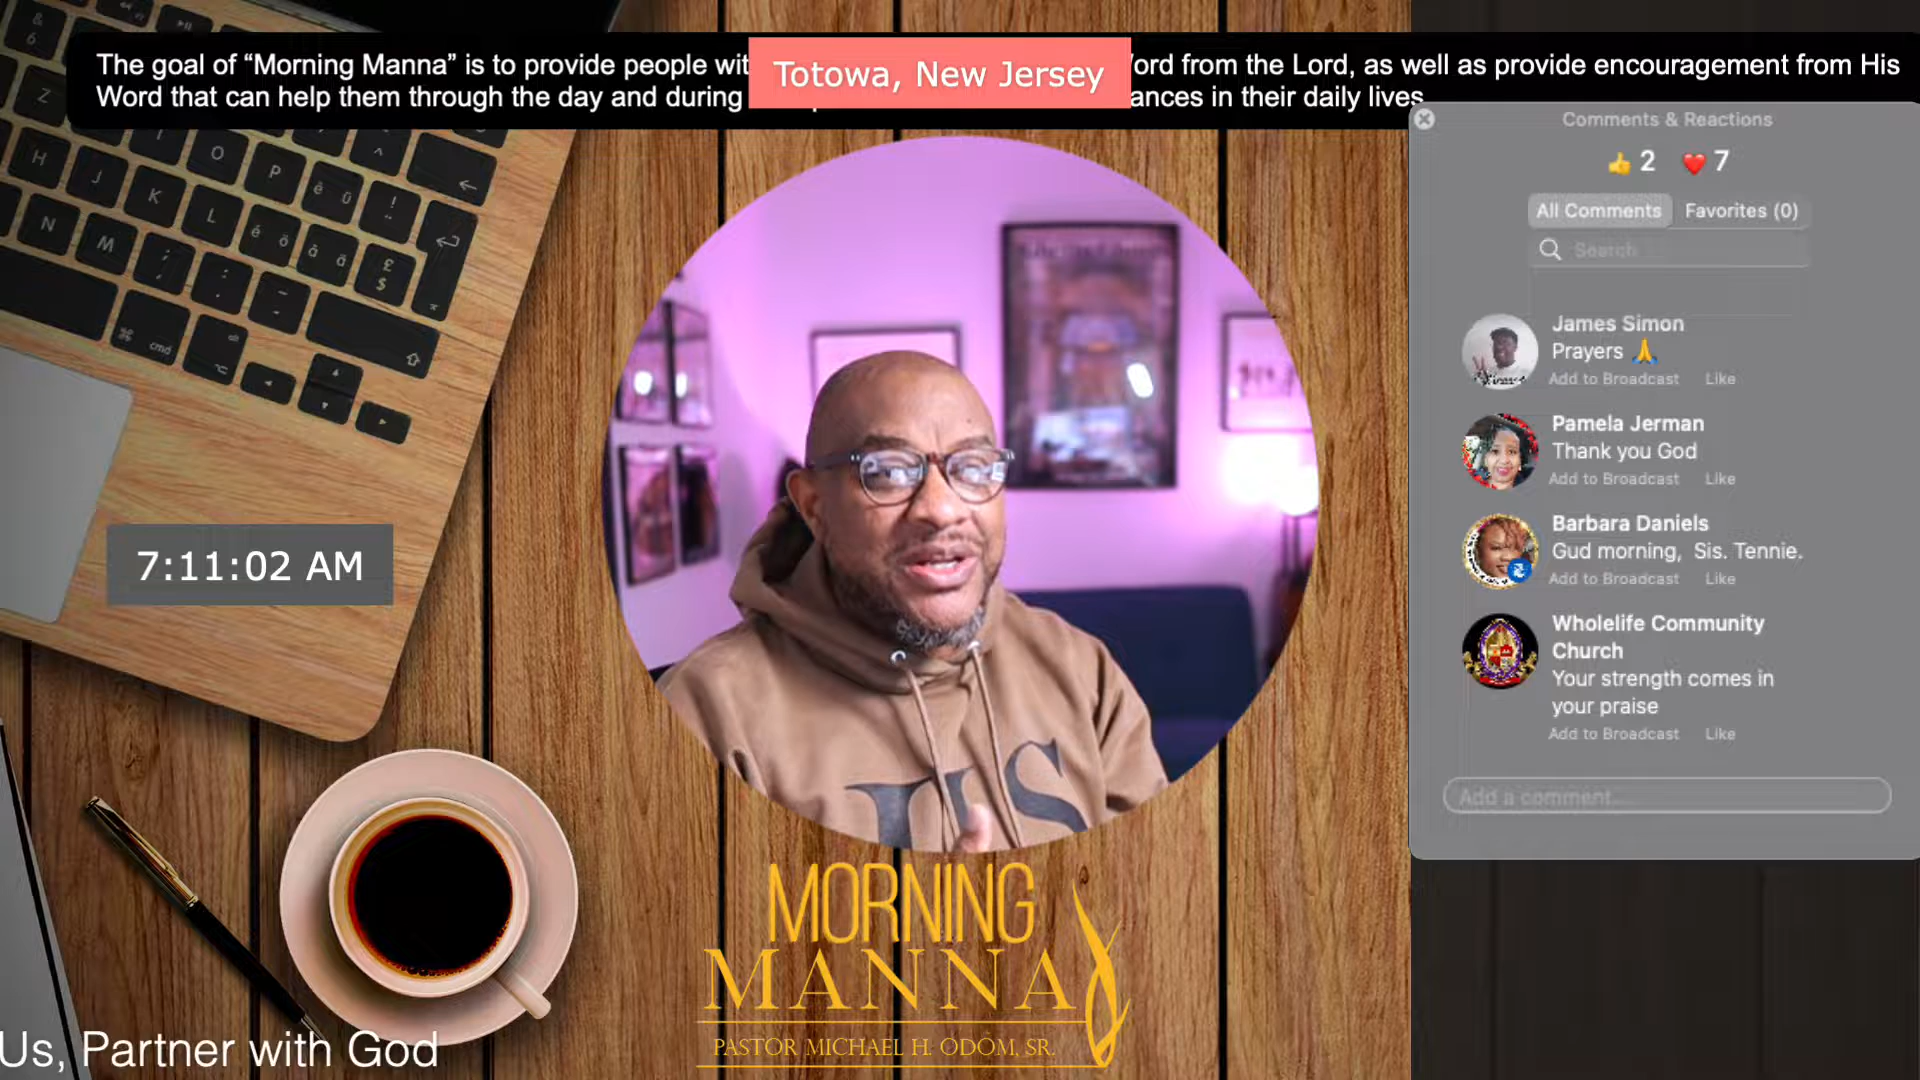 The goal of “Morning Manna” is to provide people wit
Totowa, New Jersey
ord from the Lord, as well as provide encouragement from His
Word that can help them through the day and during
ances in their daily lives
Comments & Reactions
👍 2 ❤️ 7
All Comments Favorites (0)
Search
James Simon
Prayers 🙏
Add to Broadcast Like
Pamela Jerman
Thank you God
Add to Broadcast Like
Barbara Daniels
Gud morning, Sis. Tennie.
Add to Broadcast Like
Wholelife Community
Church
Your strength comes in
your praise
Add to Broadcast Like
Add a comment...
7:11:02 AM
US
MORNING
MANNA
PASTOR MICHAEL H. ODOM, SR.
Us, Partner with God